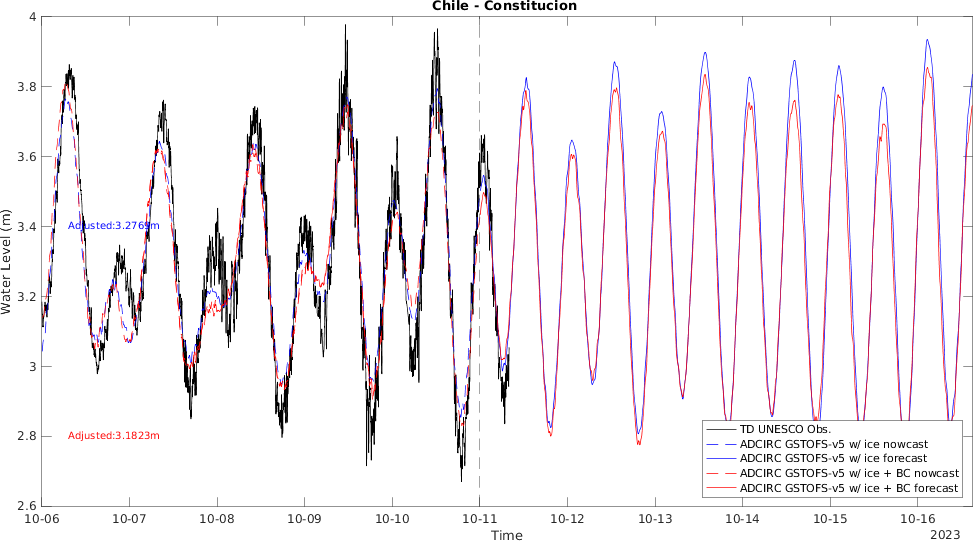 Chile - Constitucion
4
3.8
3.6
3.4
3.2
3
2.8
2.6
Water Level (m)
Adjusted:3.2769m
Adjusted:3.1823m
TD UNESCO Obs.
ADCIRC GSTOFS-v5 w/ ice nowcast
ADCIRC GSTOFS-v5 w/ ice forecast
ADCIRC GSTOFS-v5 w/ ice + BC nowcast
ADCIRC GSTOFS-v5 w/ ice + BC forecast
10-06 10-07 10-08 10-09 10-10 10-11 10-12 10-13 10-14 10-15 10-16
Time
2023